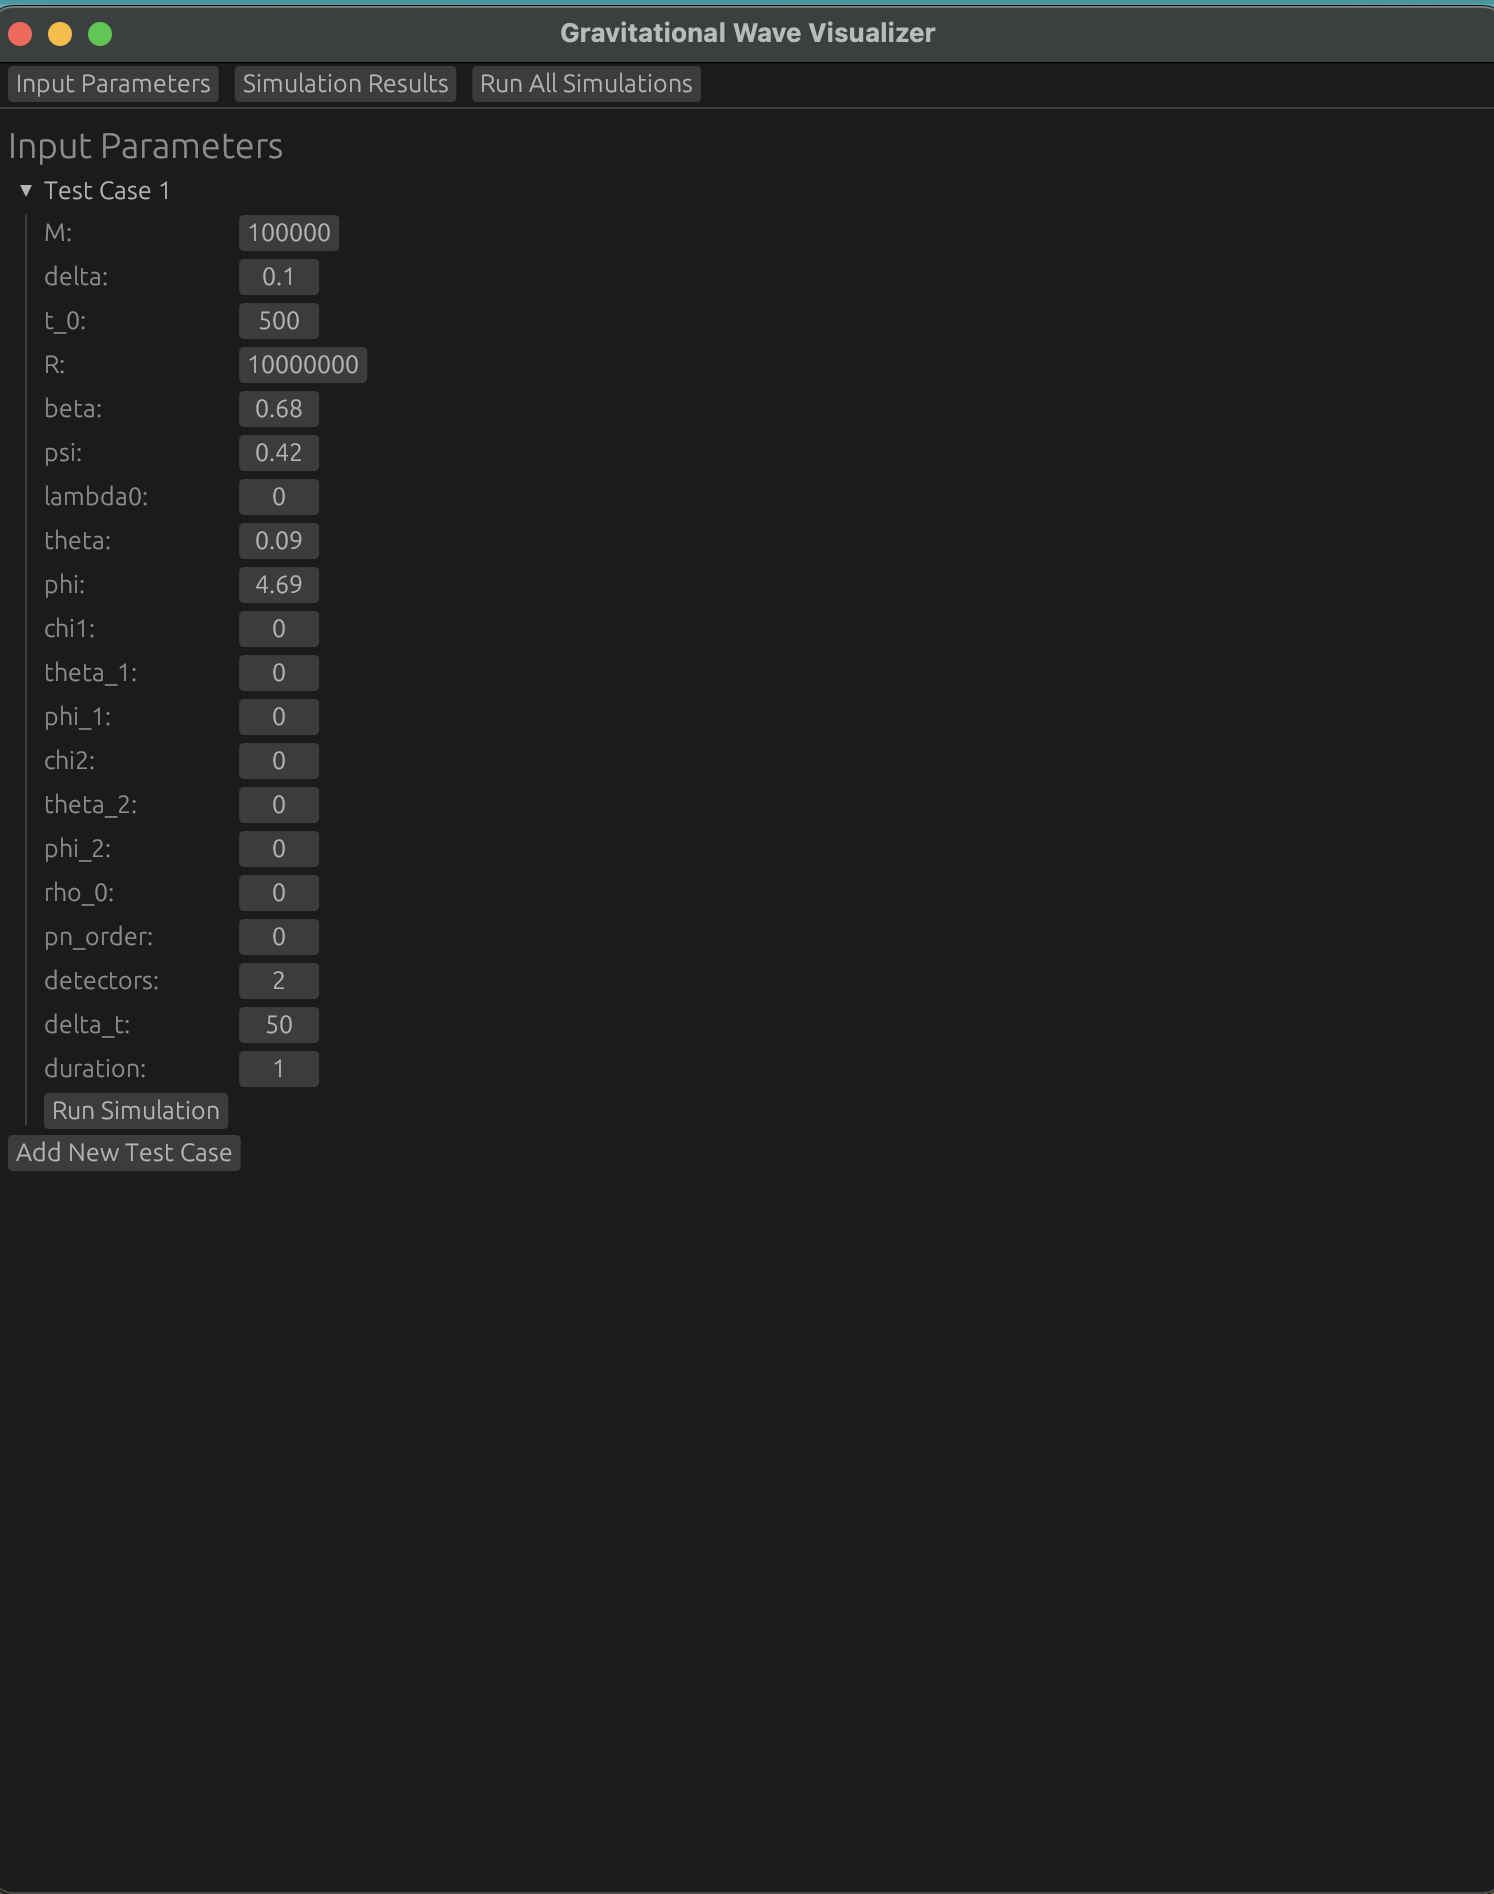 Gravitational Wave Visualizer
Input Parameters Simulation Results Run All Simulations
Input Parameters
▼ Test Case 1
M: 100000
delta: 0.1
t_0: 500
R: 10000000
beta: 0.68
psi: 0.42
lambda0: 0
theta: 0.09
phi: 4.69
chi1: 0
theta_1: 0
phi_1: 0
chi2: 0
theta_2: 0
phi_2: 0
rho_0: 0
pn_order: 0
detectors: 2
delta_t: 50
duration: 1
Run Simulation
Add New Test Case